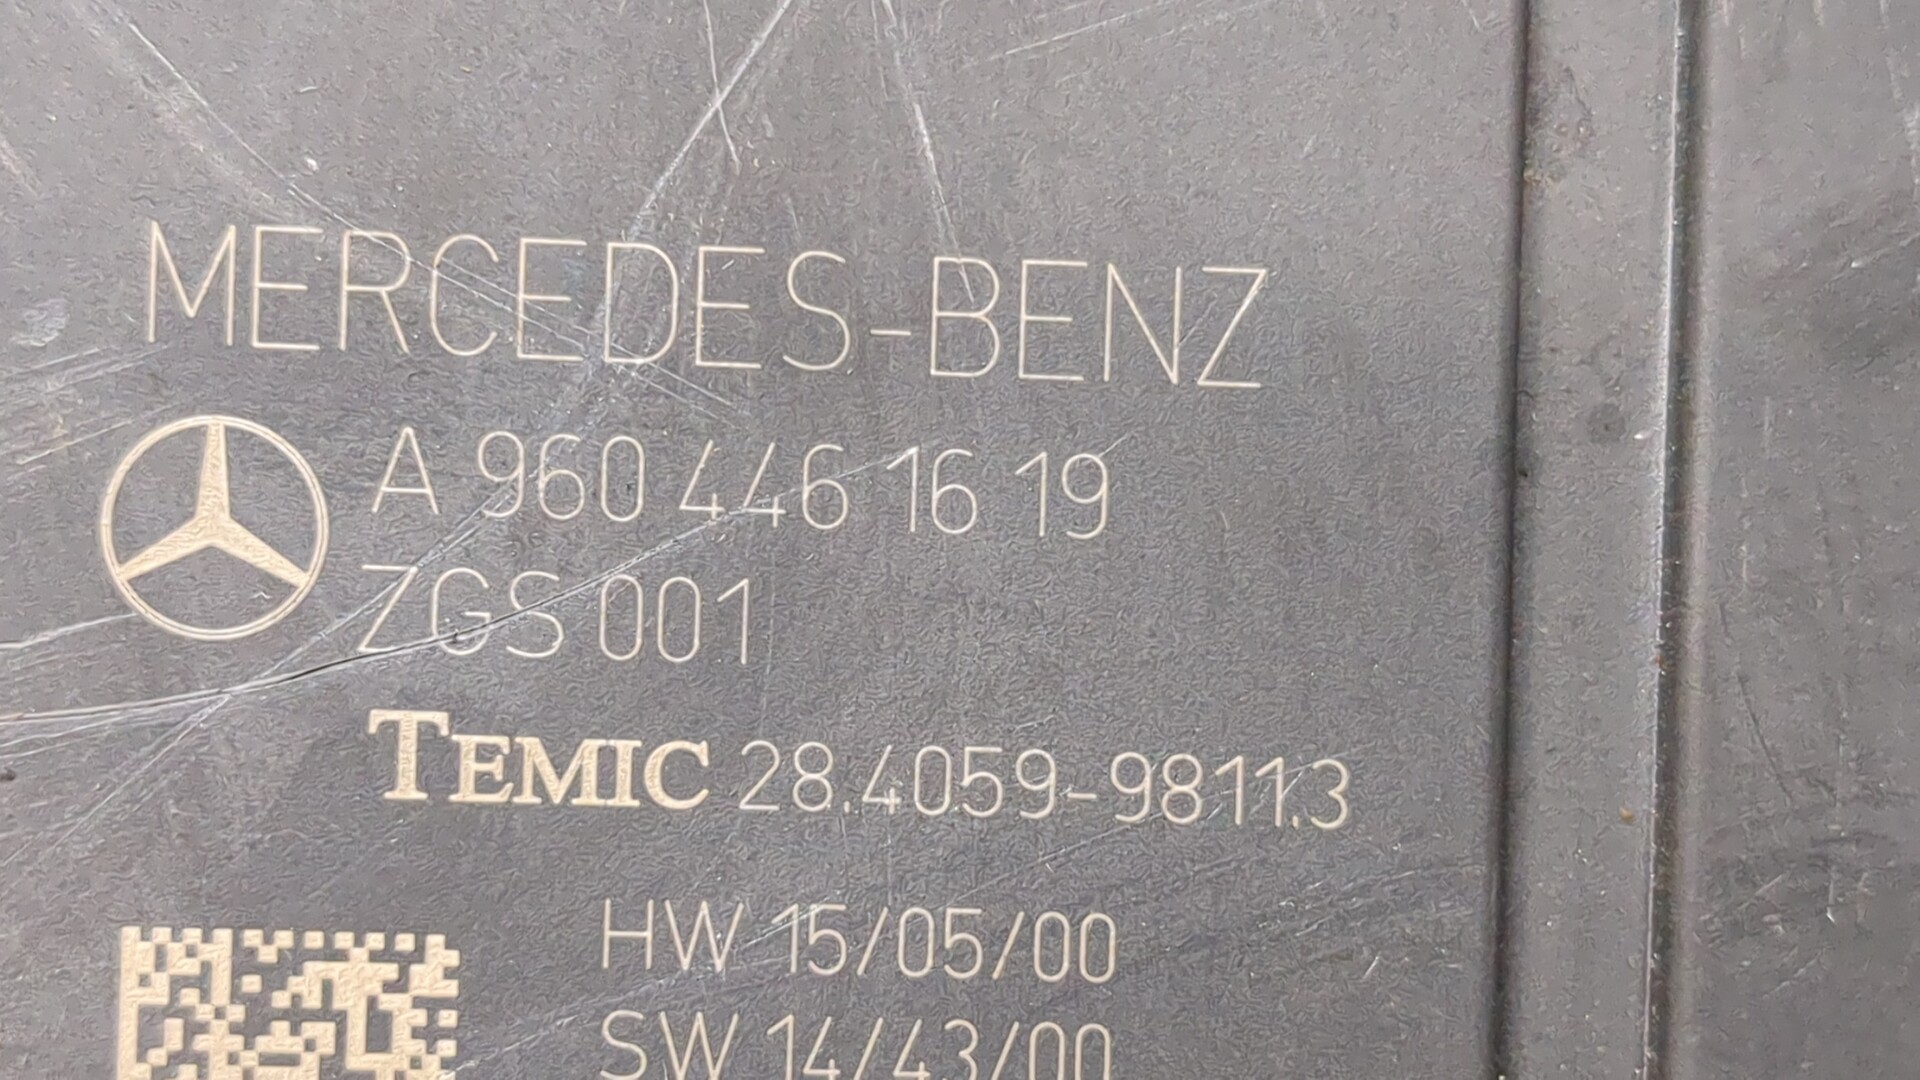 MERCEDES-BENZ
A 960 446 16 19
ZGS 001
TEMIC 28.4059-9811.3
HW 15/05/00
SW 14/43/00